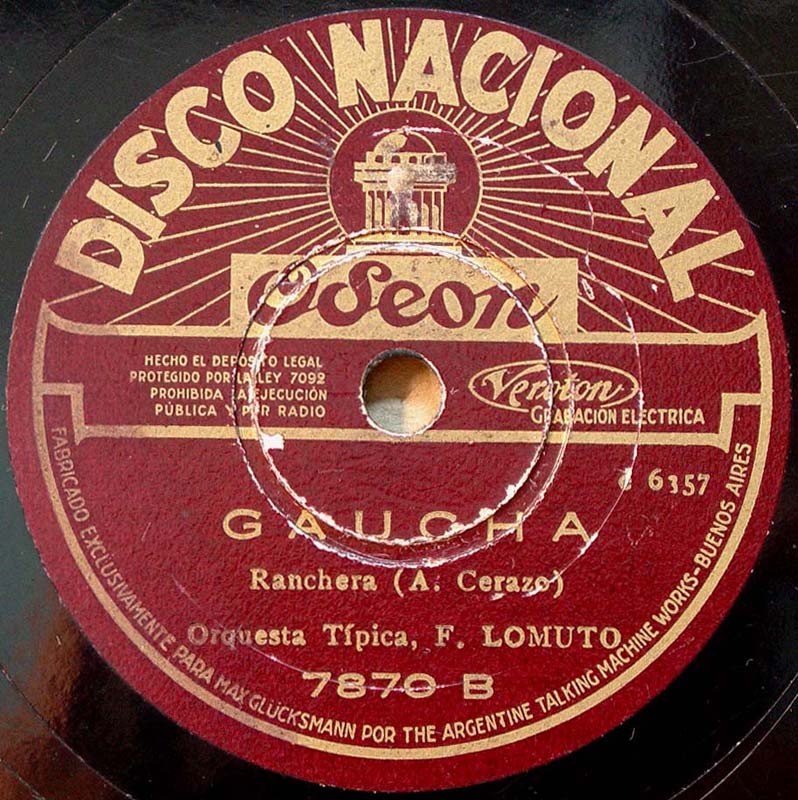 DISCO NACIONAL
Odeon
HECHO EL DEPÓSITO LEGAL
PROTEGIDO POR LA LEY 7092
PROHIBIDA LA EJECUCIÓN
PÚBLICA Y POR RADIO
Veroton
GRABACIÓN ELECTRICA
e 6357
GAUCHA
Ranchera (A. Cerazo)
Orquesta Típica, F. LOMUTO
7870 B
FABRICADO EXCLUSIVAMENTE PARA MAX GLÜCKSMANN POR THE ARGENTINE TALKING MACHINE WORKS-BUENOS AIRES